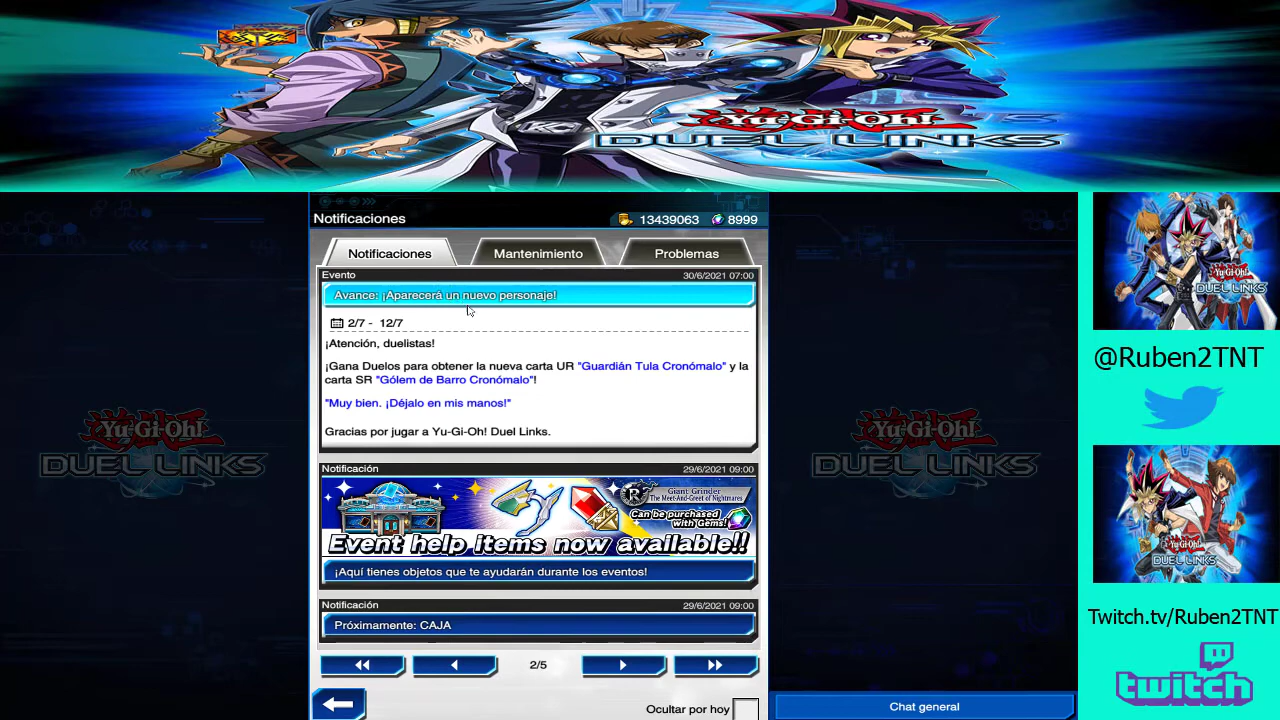 KC
Yu-Gi-Oh!
DUEL LINKS
Notificaciones
13439063
8999
Notificaciones
Mantenimiento
Problemas
Evento
30/6/2021 07:00
Avance: ¡Aparecerá un nuevo personaje!
2/7 - 12/7
¡Atención, duelistas!
¡Gana Duelos para obtener la nueva carta UR "Guardián Tula Cronómalo" y la
carta SR "Gólem de Barro Cronómalo"!
"Muy bien. ¡Déjalo en mis manos!"
Gracias por jugar a Yu-Gi-Oh! Duel Links.
Notificación
29/6/2021 09:00
R
Giant Grinder
The Meet-And-Greet of Nightmares
Can be purchased
with Gems!
Event help items now available!!
¡Aquí tienes objetos que te ayudarán durante los eventos!
Notificación
29/6/2021 09:00
Próximamente: CAJA
2/5
Ocultar por hoy
Chat general
Yu-Gi-Oh!
DUEL LINKS
Yu-Gi-Oh!
DUEL LINKS
Yu-Gi-Oh!
DUEL LINKS
@Ruben2TNT
Yu-Gi-Oh!
DUEL LINKS
Twitch.tv/Ruben2TNT
twitch